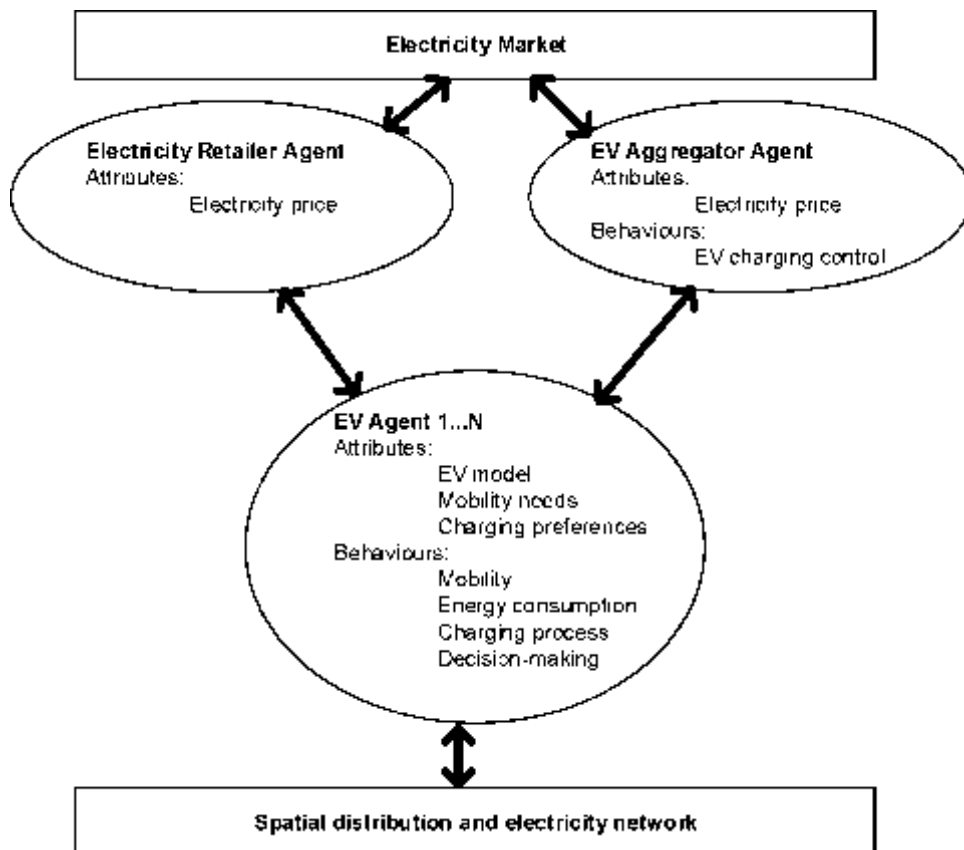 Electricity Market
Electricity Retailer Agent
Attributes:
Electricity price
EV Aggregator Agent
Attributes.
Electricity price
Behaviours:
EV charging control
EV Agent 1...N
Attributes:
EV model
Mobility needs
Charging preferences
Behaviours:
Mobility
Energy consumption
Charging process
Decision-making
Spatial distribution and electricity network